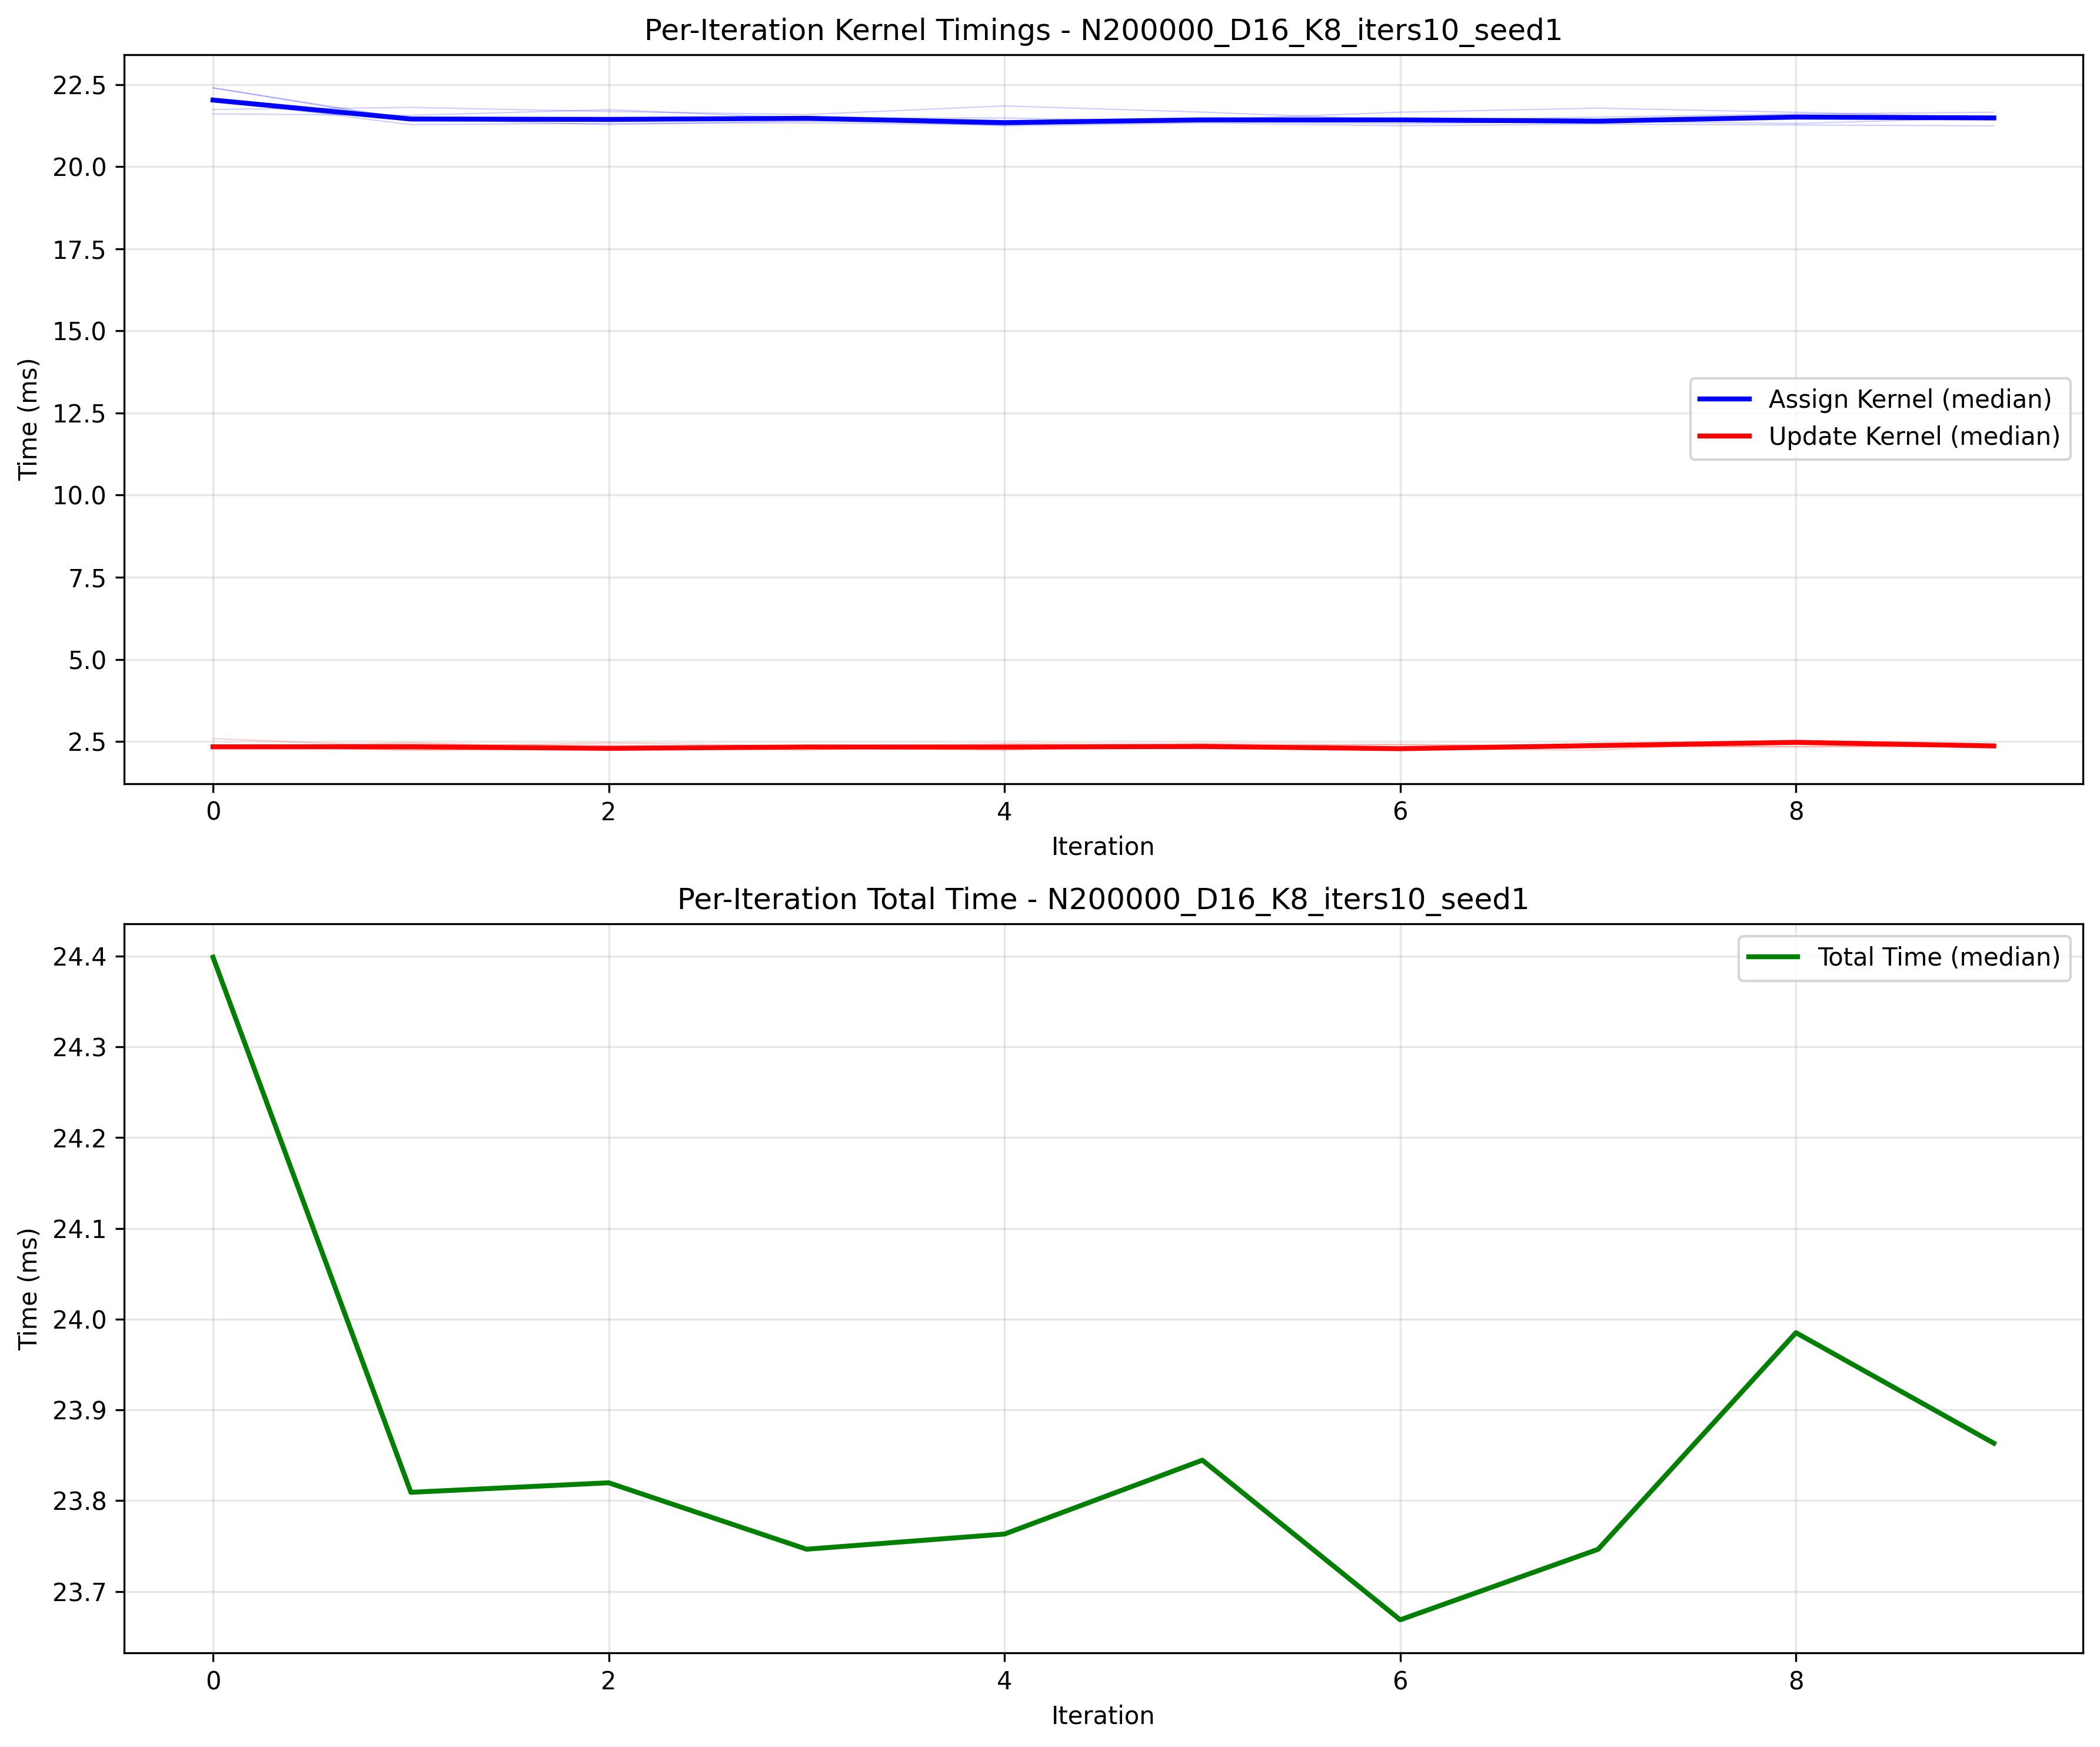 Per-Iteration Kernel Timings - N200000_D16_K8_iters10_seed1
22.5
20.0
17.5
15.0
12.5
10.0
7.5
5.0
2.5
Time (ms)
Assign Kernel (median)
Update Kernel (median)
0 2 4 6 8
Iteration
Per-Iteration Total Time - N200000_D16_K8_iters10_seed1
24.4
24.3
24.2
24.1
24.0
23.9
23.8
23.7
Time (ms)
Total Time (median)
0 2 4 6 8
Iteration